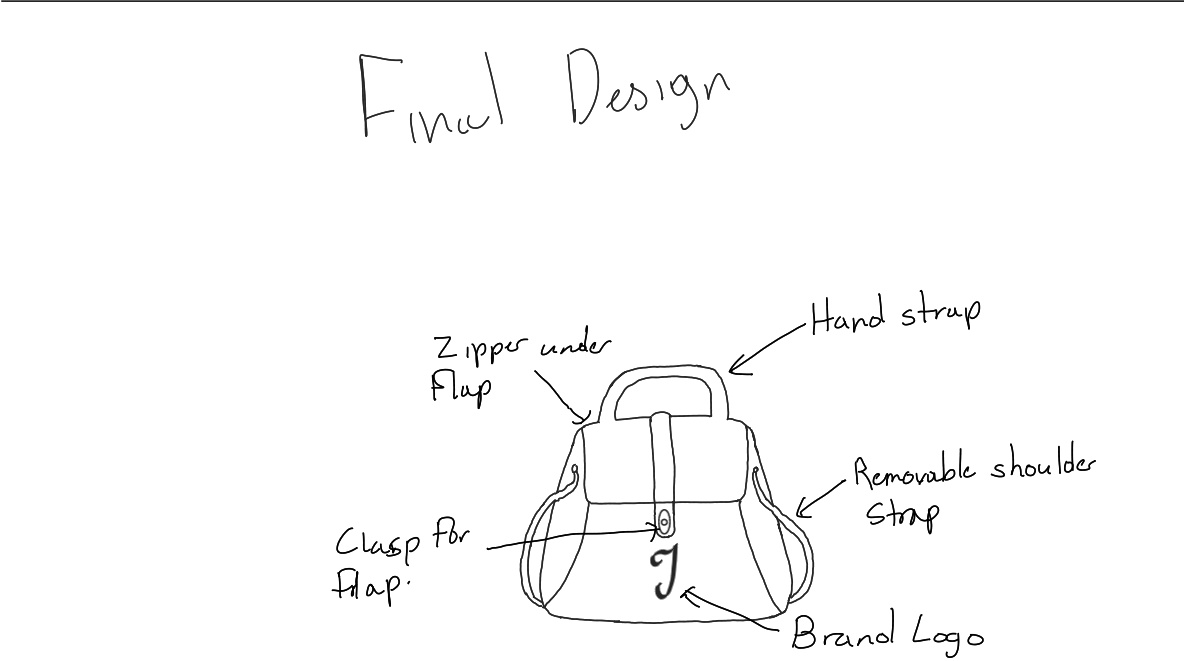 Final Design
Hand strap
Zipper under
flap
Removable shoulder
strap
Clasp for
flap.
J
Brand Logo